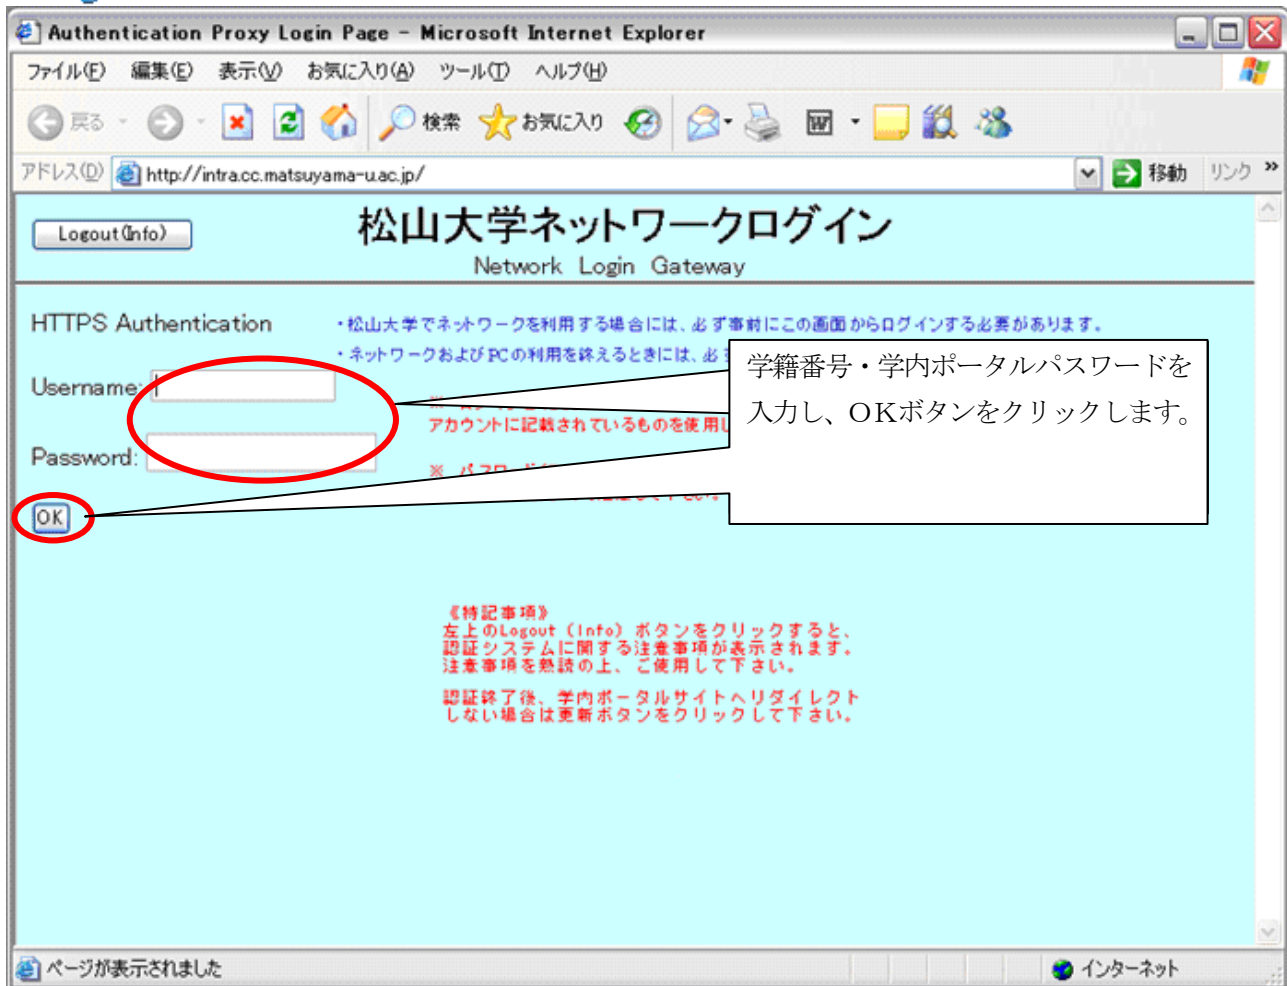 Authentication Proxy Login Page - Microsoft Internet Explorer
ファイル(F) 編集(E) 表示(V) お気に入り(A) ツール(T) ヘルプ(H)
戻る 検索 お気に入り
アドレス(D) http://intra.cc.matsuyama-u.ac.jp/ 移動 リンク »
Logout(Info)
松山大学ネットワークログイン
Network Login Gateway
HTTPS Authentication
・松山大学でネットワークを利用する場合には、必ず事前にこの画面からログインする必要があります。
・ネットワークおよびPCの利用を終えるときには、必
学籍番号・学内ポータルパスワードを
入力し、OKボタンをクリックします。
Username:
アカウントに記載されているものを使用し
Password:
※ パスワード
OK
《特記事項》
左上のLogout (Info) ボタンをクリックすると、
認証システムに関する注意事項が表示されます。
注意事項を熟読の上、ご使用して下さい。
認証終了後、学内ポータルサイトへリダイレクト
しない場合は更新ボタンをクリックして下さい。
ページが表示されました インターネット